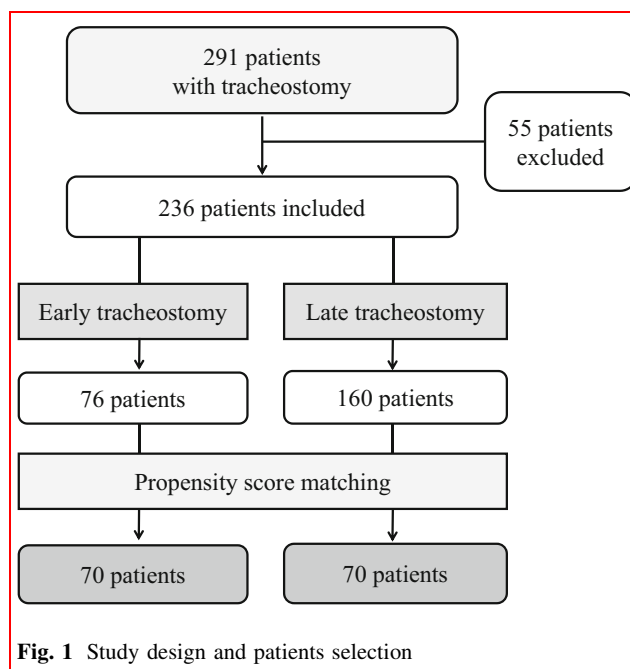 291 patients
with tracheostomy
55 patients
excluded
236 patients included
Early tracheostomy
Late tracheostomy
76 patients
160 patients
Propensity score matching
70 patients
70 patients
Fig. 1 Study design and patients selection